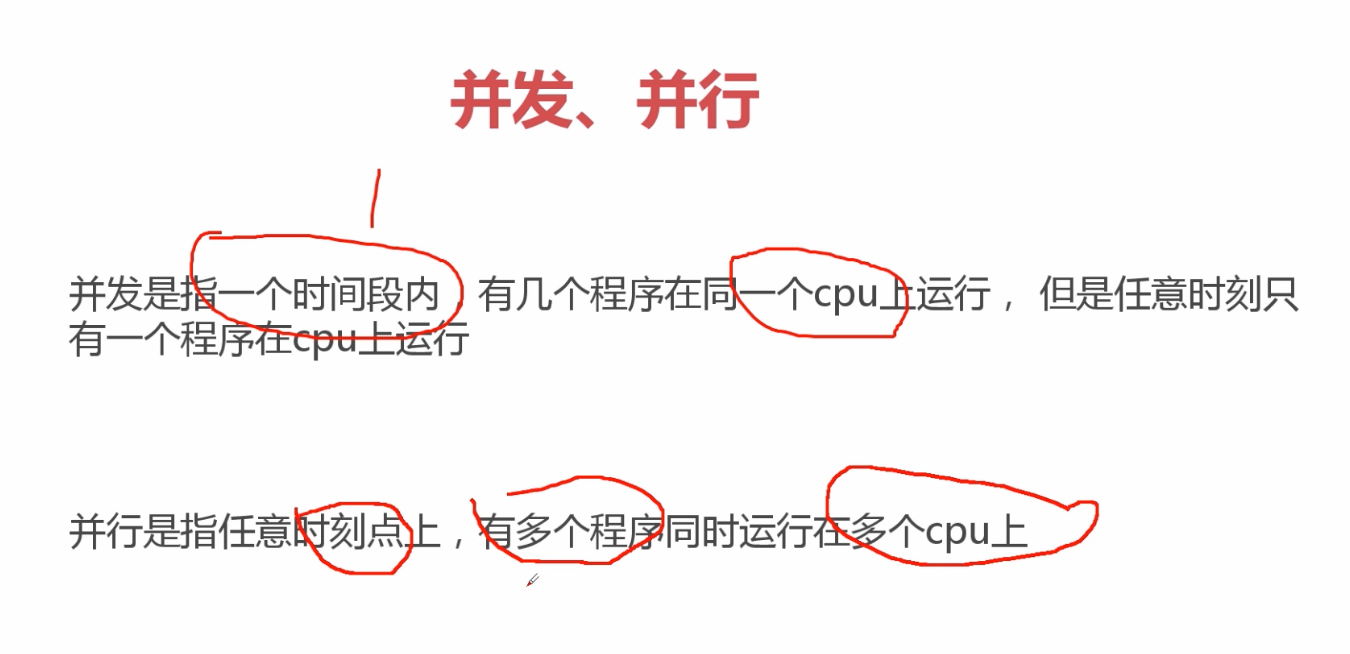 并发、并行
并发是指一个时间段内，有几个程序在同一个cpu上运行， 但是任意时刻只
有一个程序在cpu上运行
并行是指任意时刻点上，有多个程序同时运行在多个cpu上